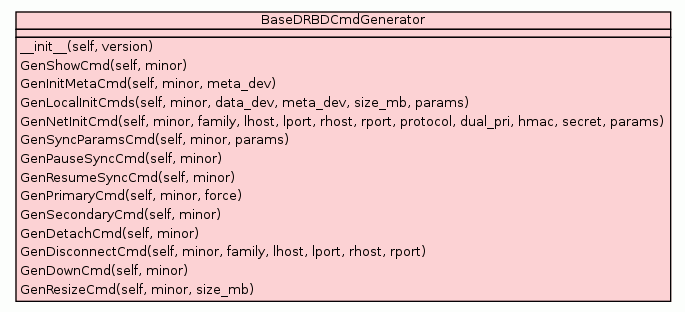 BaseDRBDCmdGenerator
__init__(self, version)
GenShowCmd(self, minor)
GenInitMetaCmd(self, minor, meta_dev)
GenLocalInitCmds(self, minor, data_dev, meta_dev, size_mb, params)
GenNetInitCmd(self, minor, family, lhost, lport, rhost, rport, protocol, dual_pri, hmac, secret, params)
GenSyncParamsCmd(self, minor, params)
GenPauseSyncCmd(self, minor)
GenResumeSyncCmd(self, minor)
GenPrimaryCmd(self, minor, force)
GenSecondaryCmd(self, minor)
GenDetachCmd(self, minor)
GenDisconnectCmd(self, minor, family, lhost, lport, rhost, rport)
GenDownCmd(self, minor)
GenResizeCmd(self, minor, size_mb)